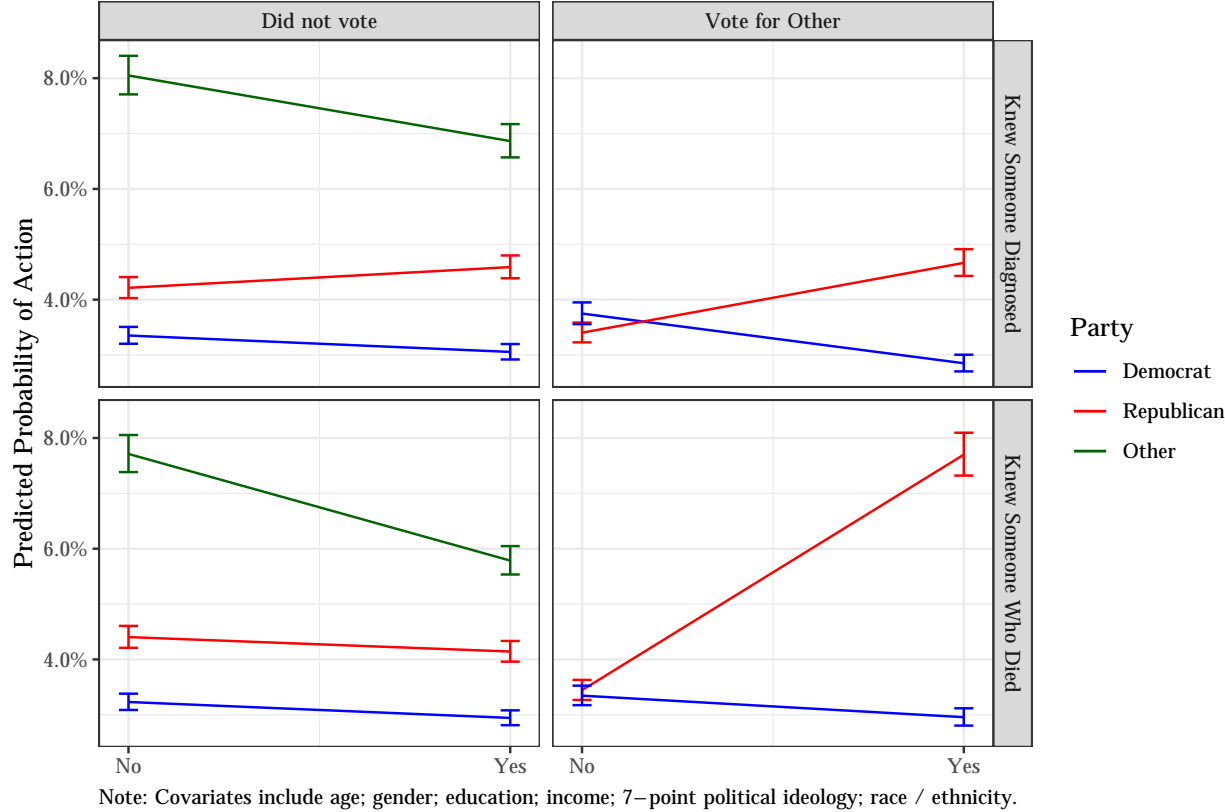 Did not vote
Vote for Other
Predicted Probability of Action
8.0%
6.0%
4.0%
Knew Someone Diagnosed
8.0%
6.0%
4.0%
Knew Someone Who Died
No
Yes
No
Yes
Party
Democrat
Republican
Other
Note: Covariates include age; gender; education; income; 7−point political ideology; race / ethnicity.